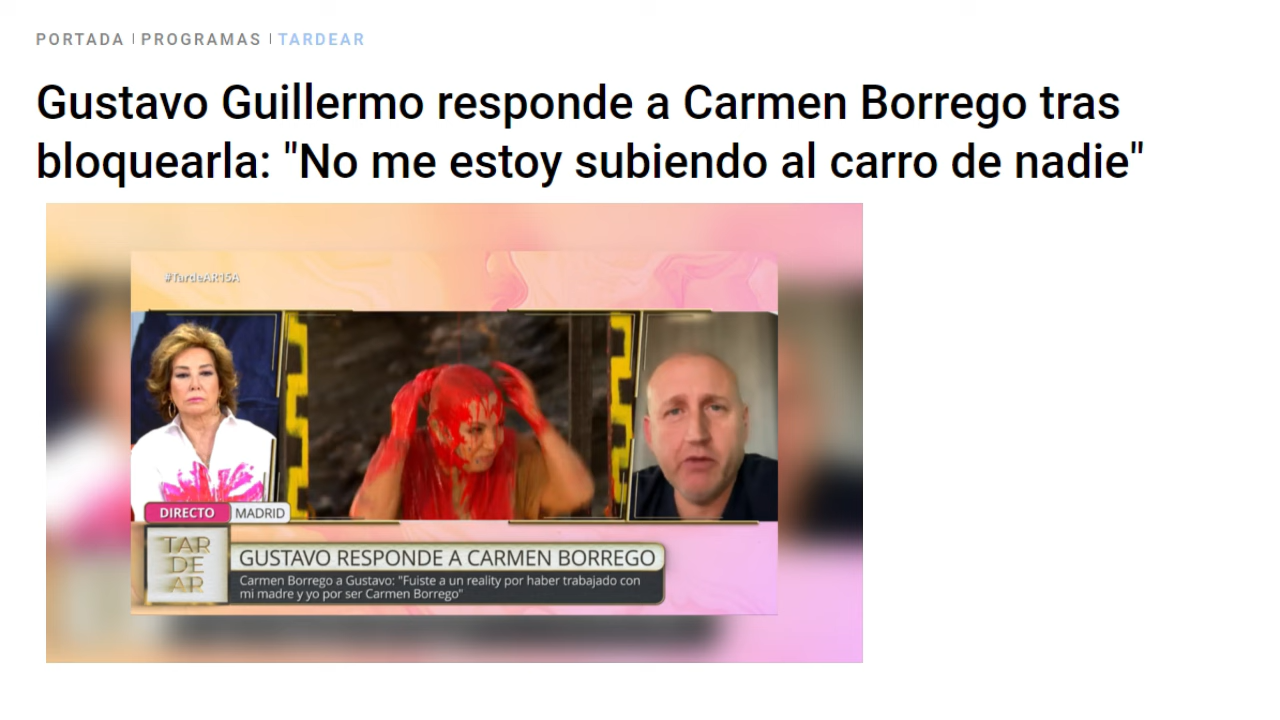 PORTADA | PROGRAMAS | TARDEAR
Gustavo Guillermo responde a Carmen Borrego tras
bloquearla: "No me estoy subiendo al carro de nadie"
#TardeAR15A
DIRECTO MADRID
TAR
DE
AR
GUSTAVO RESPONDE A CARMEN BORREGO
Carmen Borrego a Gustavo: "Fuiste a un reality por haber trabajado con
mi madre y yo por ser Carmen Borrego"